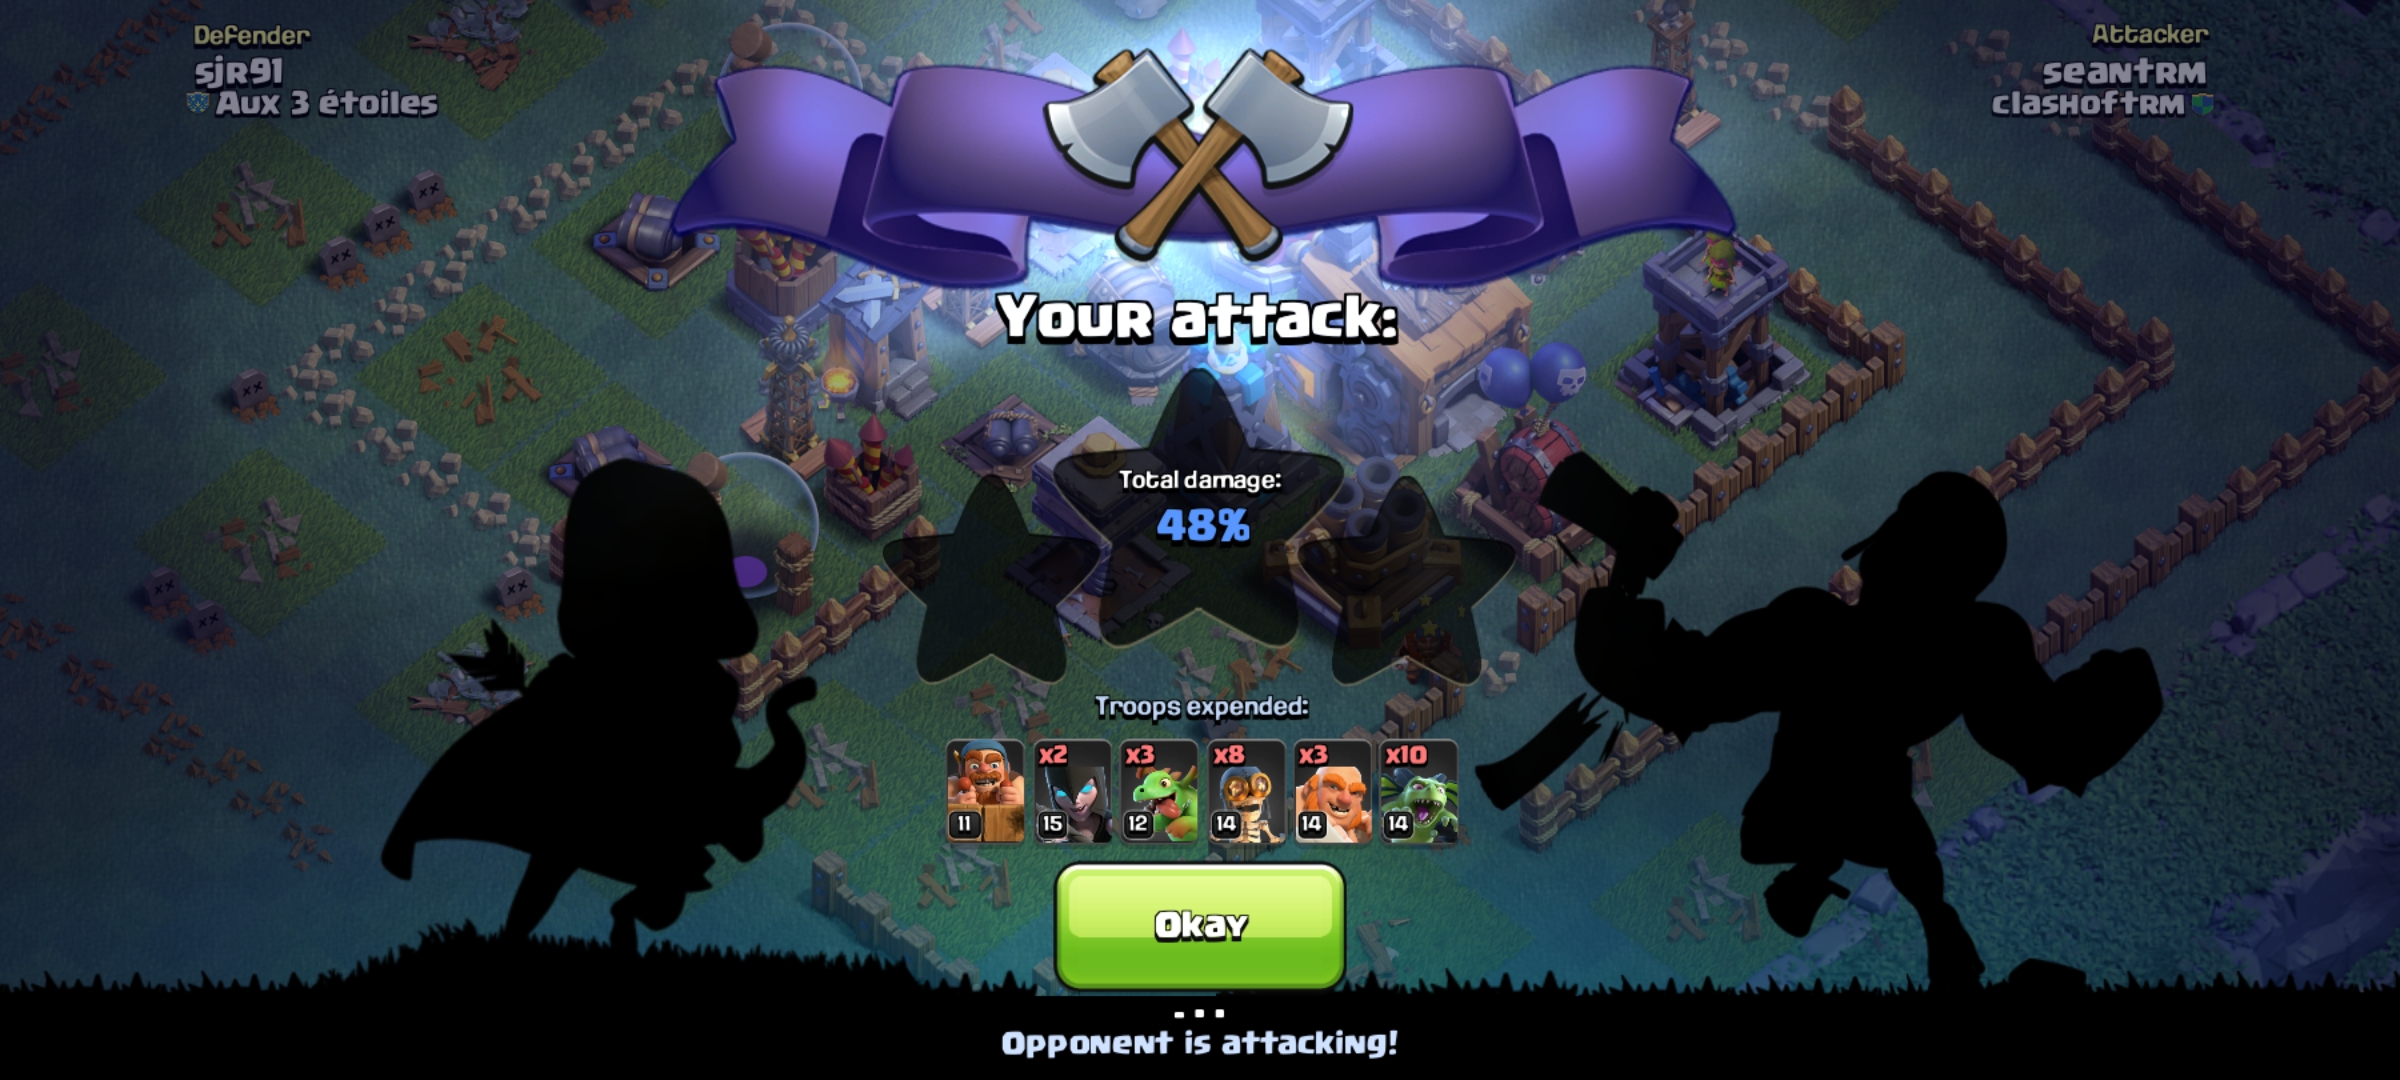 Defender
sjr91
Aux 3 étoiles
Attacker
seantrm
clashoftrm
Your attack:
Total damage:
48%
Troops expended:
x2 x3 x8 x3 x10
11 15 12 14 14 14
Okay
...
Opponent is attacking!